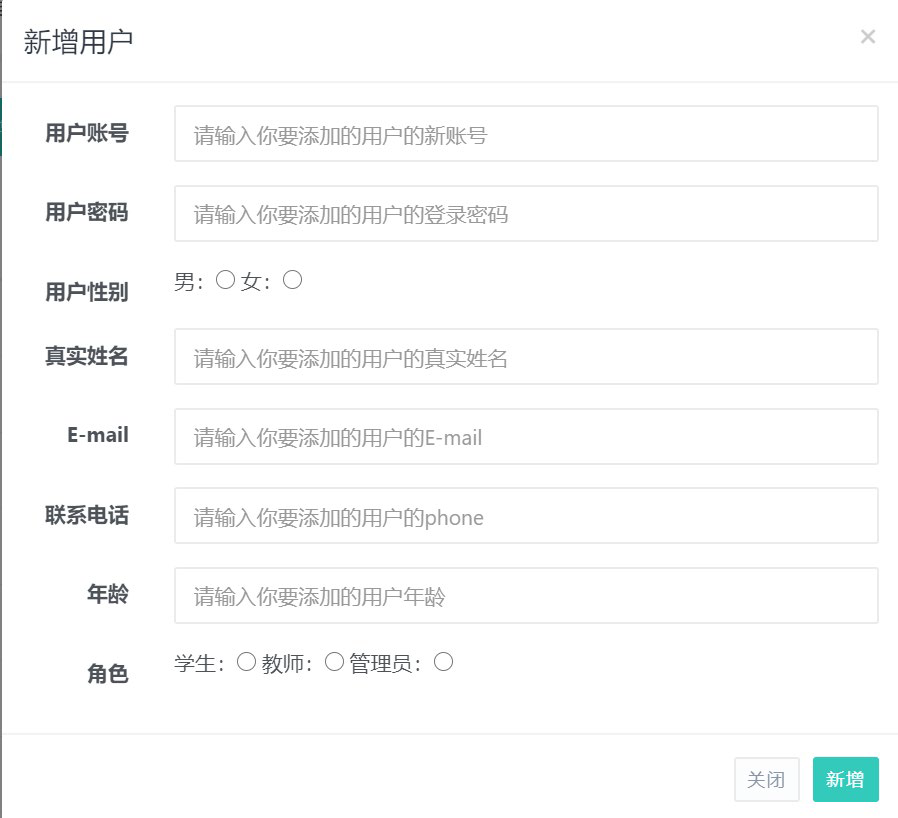 新增用户 ×
用户账号 请输入你要添加的用户的新账号
用户密码 请输入你要添加的用户的登录密码
用户性别 男： 女：
真实姓名 请输入你要添加的用户的真实姓名
E-mail 请输入你要添加的用户的E-mail
联系电话 请输入你要添加的用户的phone
年龄 请输入你要添加的用户年龄
角色 学生： 教师： 管理员：
关闭 新增